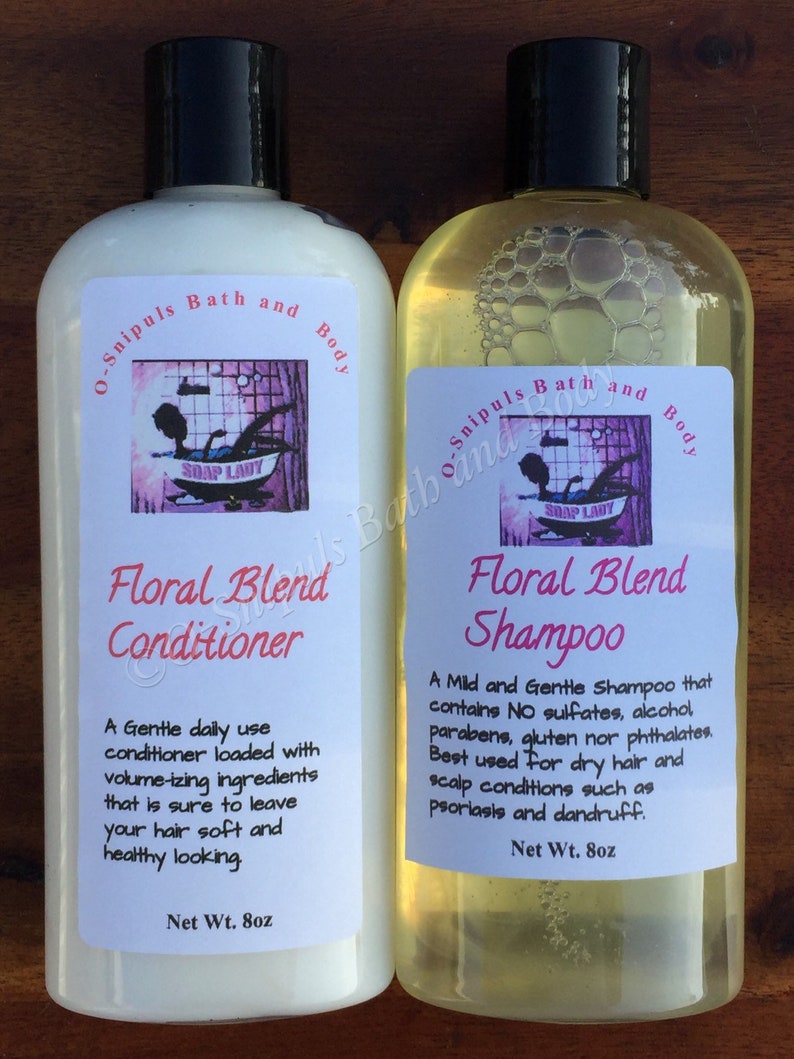 O-Snipuls Bath and Body
SOAP LADY
Floral Blend
Conditioner
A Gentle daily use
conditioner loaded with
volume-izing ingredients
that is sure to leave
your hair soft and
healthy looking.
Net Wt. 8oz
O-Snipuls Bath and Body
SOAP LADY
Floral Blend
Shampoo
A Mild and Gentle Shampoo that
contains NO sulfates, alcohol,
parabens, gluten nor phthalates.
Best used for dry hair and
scalp conditions such as
psoriasis and dandruff.
Net Wt. 8oz
© O-Snipuls Bath and Body